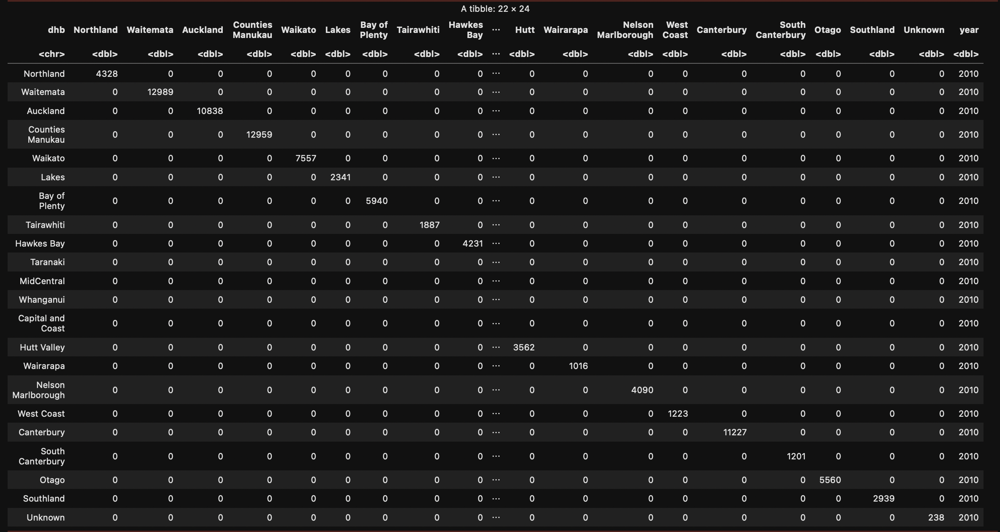 A tibble: 22 × 24
dhb Northland Waitemata Auckland Counties Manukau Waikato Lakes Bay of Plenty Tairawhiti Hawkes Bay ⋯ Hutt Wairarapa Nelson Marlborough West Coast Canterbury South Canterbury Otago Southland Unknown year
<chr> <dbl> <dbl> <dbl> <dbl> <dbl> <dbl> <dbl> <dbl> <dbl> ⋯ <dbl> <dbl> <dbl> <dbl> <dbl> <dbl> <dbl> <dbl> <dbl> <dbl>
Northland 4328 0 0 0 0 0 0 0 0 ⋯ 0 0 0 0 0 0 0 0 0 2010
Waitemata 0 12989 0 0 0 0 0 0 0 ⋯ 0 0 0 0 0 0 0 0 0 2010
Auckland 0 0 10838 0 0 0 0 0 0 ⋯ 0 0 0 0 0 0 0 0 0 2010
Counties Manukau 0 0 0 12959 0 0 0 0 0 ⋯ 0 0 0 0 0 0 0 0 0 2010
Waikato 0 0 0 0 7557 0 0 0 0 ⋯ 0 0 0 0 0 0 0 0 0 2010
Lakes 0 0 0 0 0 2341 0 0 0 ⋯ 0 0 0 0 0 0 0 0 0 2010
Bay of Plenty 0 0 0 0 0 0 5940 0 0 ⋯ 0 0 0 0 0 0 0 0 0 2010
Tairawhiti 0 0 0 0 0 0 0 1887 0 ⋯ 0 0 0 0 0 0 0 0 0 2010
Hawkes Bay 0 0 0 0 0 0 0 0 4231 ⋯ 0 0 0 0 0 0 0 0 0 2010
Taranaki 0 0 0 0 0 0 0 0 0 ⋯ 0 0 0 0 0 0 0 0 0 2010
MidCentral 0 0 0 0 0 0 0 0 0 ⋯ 0 0 0 0 0 0 0 0 0 2010
Whanganui 0 0 0 0 0 0 0 0 0 ⋯ 0 0 0 0 0 0 0 0 0 2010
Capital and Coast 0 0 0 0 0 0 0 0 0 ⋯ 0 0 0 0 0 0 0 0 0 2010
Hutt Valley 0 0 0 0 0 0 0 0 0 ⋯ 3562 0 0 0 0 0 0 0 0 2010
Wairarapa 0 0 0 0 0 0 0 0 0 ⋯ 0 1016 0 0 0 0 0 0 0 2010
Nelson Marlborough 0 0 0 0 0 0 0 0 0 ⋯ 0 0 4090 0 0 0 0 0 0 2010
West Coast 0 0 0 0 0 0 0 0 0 ⋯ 0 0 0 1223 0 0 0 0 0 2010
Canterbury 0 0 0 0 0 0 0 0 0 ⋯ 0 0 0 0 11227 0 0 0 0 2010
South Canterbury 0 0 0 0 0 0 0 0 0 ⋯ 0 0 0 0 0 1201 0 0 0 2010
Otago 0 0 0 0 0 0 0 0 0 ⋯ 0 0 0 0 0 0 5560 0 0 2010
Southland 0 0 0 0 0 0 0 0 0 ⋯ 0 0 0 0 0 0 0 2939 0 2010
Unknown 0 0 0 0 0 0 0 0 0 ⋯ 0 0 0 0 0 0 0 0 238 2010